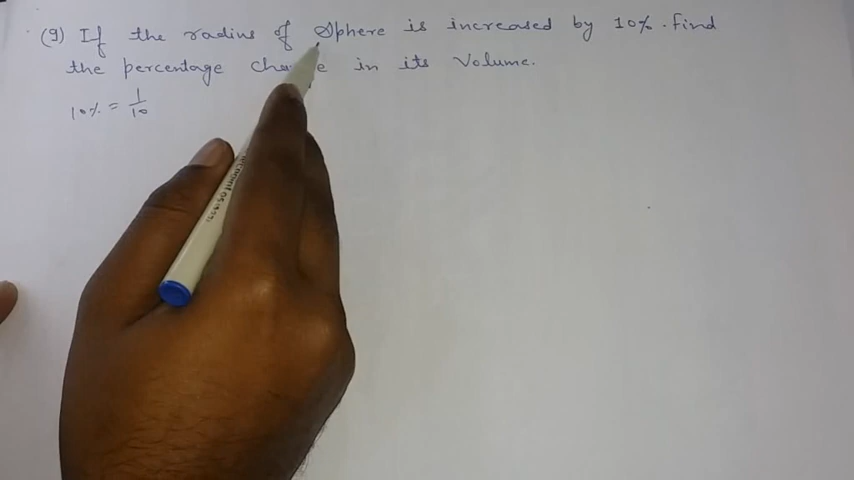 (9) If the radius of Sphere is increased by 10%. find
the percentage in its Volume.
10% = 1/10